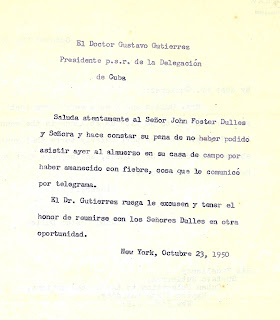 El Doctor Gustavo Gutierrez
Presidente p.s.r. de la Delegación
de Cuba
Saluda atentamente al Señor John Foster Dulles
y Señora y hace constar su pena de no haber podido
asistir ayer al almuerzo en su casa de campo por
haber amanecido con fiebre, cosa que le comunicó
por telegrama.
El Dr. Gutierrez ruega le excusen y tener el
honor de reunirse con los Señores Dulles en otra
oportunidad.
New York, Octubre 23, 1950